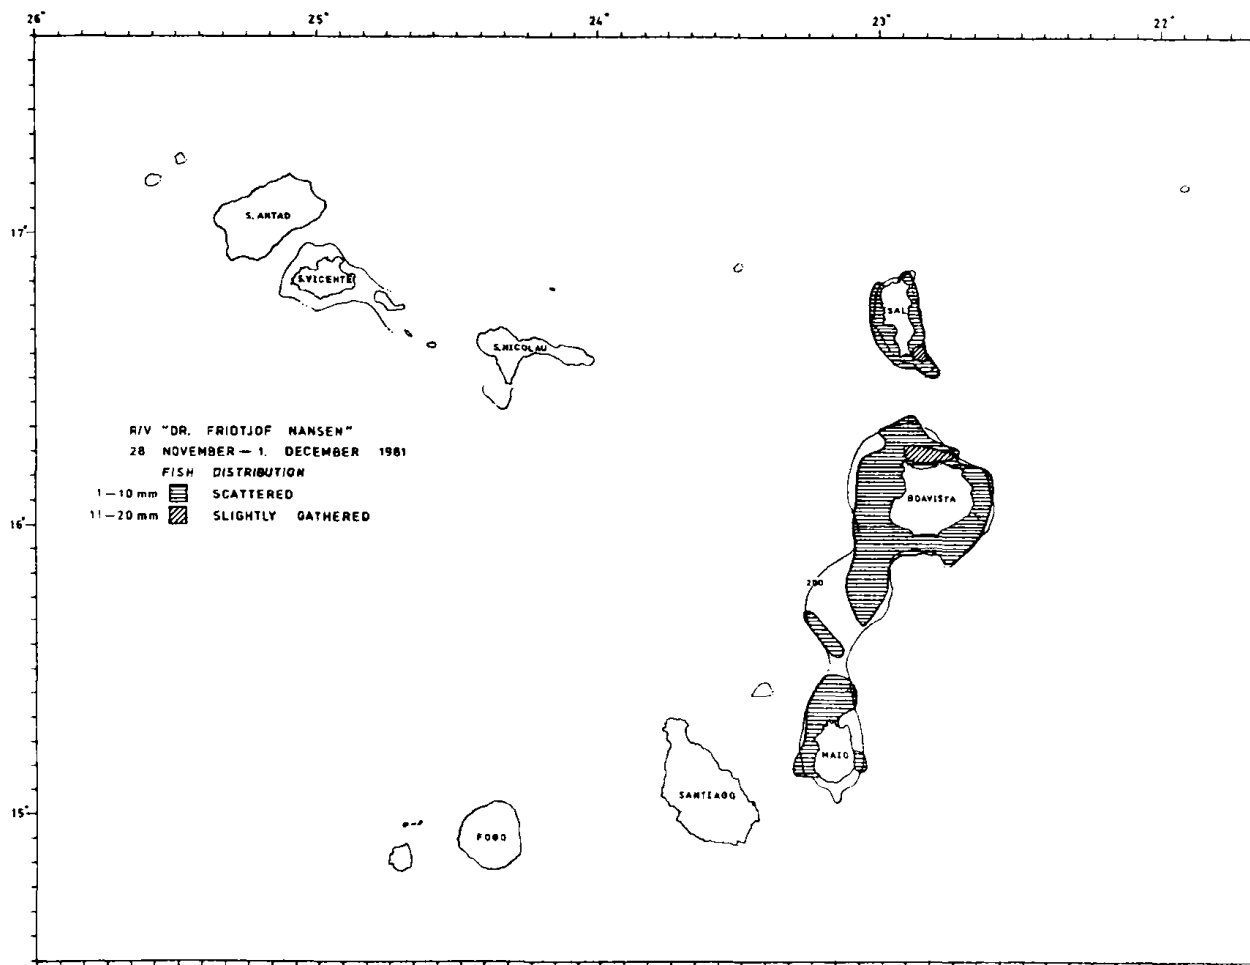 26° 25° 24° 23° 22°
S. ANTAO
17°
S.VICENTE
SAL
S.NICOLAU
R/V "DR. FRIDTJOF NANSEN"
28 NOVEMBER – 1. DECEMBER 1981
FISH DISTRIBUTION
1–10 mm SCATTERED
11–20 mm SLIGHTLY GATHERED
BOAVISTA
16°
200
MAIO
SANTIAGO
15°
FOGO